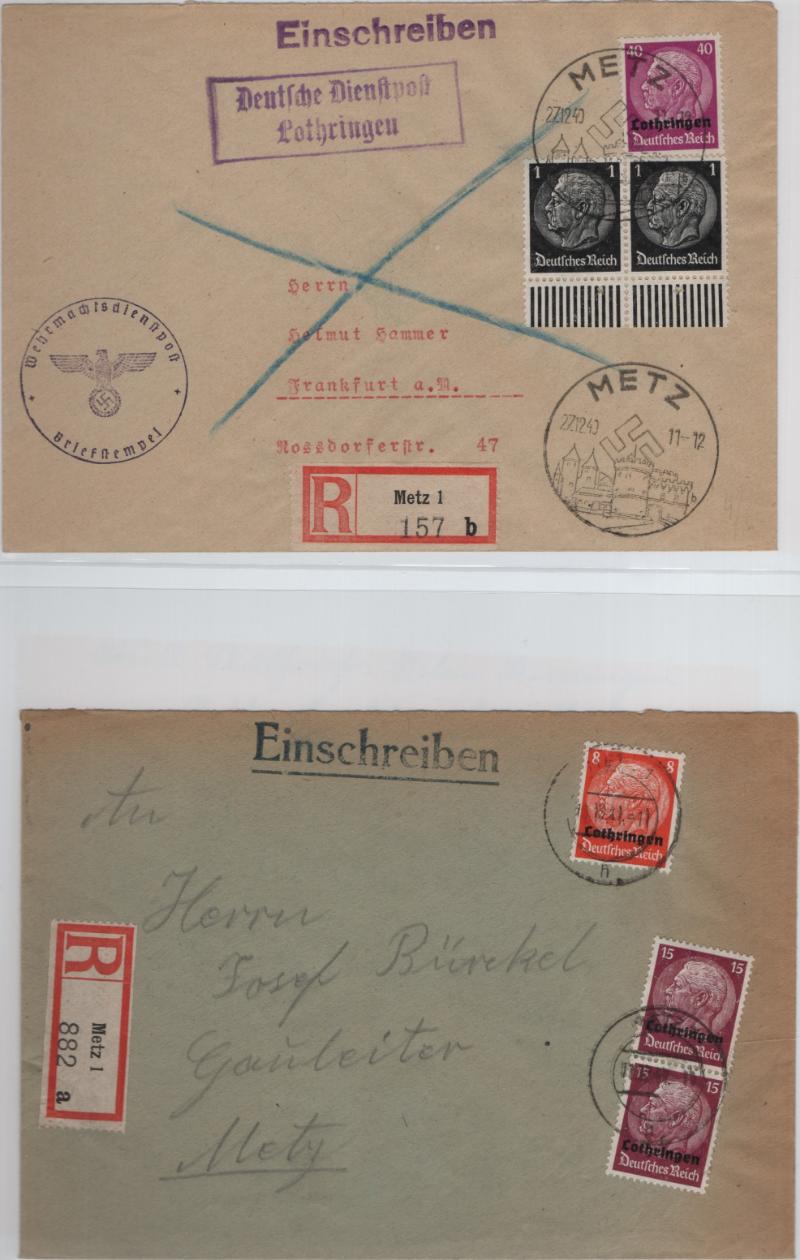 Einschreiben
Deutsche Dienstpost
Lothringen
40 40
Lothringen
Deutsches Reich
METZ
27.12.40
1 1
Deutsches Reich
1 1
Deutsches Reich
Herrn
Helmut Hammer
Frankfurt a.M.
Rossdorferstr. 47
Wehrmachtsdienstpost
Briefstempel
METZ
27.12.40 11-12
b
R
Metz 1
157 b
Einschreiben
8 8
Lothringen
Deutsches Reich
h
An
Herrn
Josef Bürckel
Gauleiter
Metz
R
Metz 1
882 a
15 15
Lothringen
Deutsches Reich
15
Lothringen
Deutsches Reich